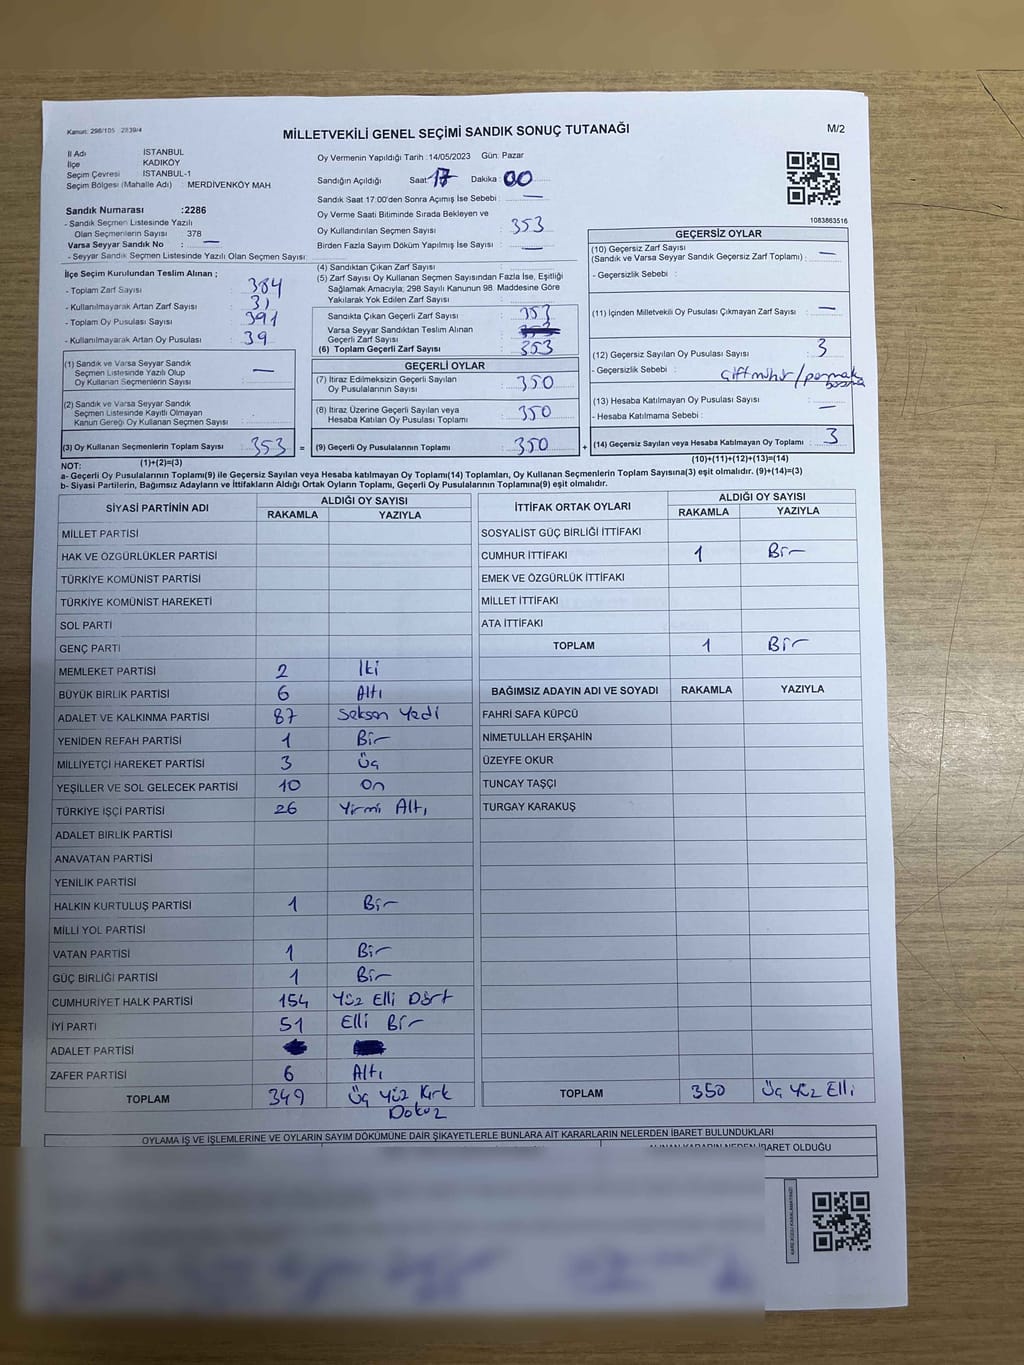 Kanun: 298/105 2839/4
MİLLETVEKİLİ GENEL SEÇİMİ SANDIK SONUÇ TUTANAĞI
M/2
İl Adı İSTANBUL
İlçe KADIKÖY
Seçim Çevresi İSTANBUL-1
Seçim Bölgesi (Mahalle Adı) : MERDİVENKÖY MAH
Sandık Numarası :2286
- Sandık Seçmen Listesinde Yazılı
Olan Seçmenlerin Sayısı 378
Varsa Seyyar Sandık No : —
- Seyyar Sandık Seçmen Listesinde Yazılı Olan Seçmen Sayısı:
Oy Vermenin Yapıldığı Tarih :14/05/2023 Gün: Pazar
Sandığın Açıldığı Saat: 17 Dakika: 00
Sandık Saat 17:00'den Sonra Açımış İse Sebebi : —
Oy Verme Saati Bitiminde Sırada Bekleyen ve
Oy Kullandırılan Seçmen Sayısı : 353
Birden Fazla Sayım Döküm Yapılmış İse Sayısı : —
1083863516
İlçe Seçim Kurulundan Teslim Alınan ;
- Toplam Zarf Sayısı : 384
- Kullanılmayarak Artan Zarf Sayısı : 31
- Toplam Oy Pusulası Sayısı : 391
- Kullanılmayarak Artan Oy Pusulası : 39
(1) Sandık ve Varsa Seyyar Sandık
Seçmen Listesinde Yazılı Olup
Oy Kullanan Seçmenlerin Sayısı : —
(2) Sandık ve Varsa Seyyar Sandık
Seçmen Listesinde Kayıtlı Olmayan
Kanun Gereği Oy Kullanan Seçmen Sayısı :
(3) Oy Kullanan Seçmenlerin Toplam Sayısı : 353 =
(1)+(2)=(3)
(4) Sandıktan Çıkan Zarf Sayısı :
(5) Zarf Sayısı Oy Kullanan Seçmen Sayısından Fazla İse, Eşitliği
Sağlamak Amacıyla; 298 Sayılı Kanunun 98. Maddesine Göre
Yakılarak Yok Edilen Zarf Sayısı :
Sandıkta Çıkan Geçerli Zarf Sayısı : 353
Varsa Seyyar Sandıktan Teslim Alınan
Geçerli Zarf Sayısı :
(6) Toplam Geçerli Zarf Sayısı : 353
GEÇERLİ OYLAR
(7) İtiraz Edilmeksizin Geçerli Sayılan
Oy Pusulalarının Sayısı : 350
(8) İtiraz Üzerine Geçerli Sayılan veya
Hesaba Katılan Oy Pusulası Toplamı : 350
(9) Geçerli Oy Pusulalarının Toplamı : 350 +
GEÇERSİZ OYLAR
(10) Geçersiz Zarf Sayısı
(Sandık ve Varsa Seyyar Sandık Geçersiz Zarf Toplamı) : —
- Geçersizlik Sebebi :
(11) İçinden Milletvekili Oy Pusulası Çıkmayan Zarf Sayısı : —
(12) Geçersiz Sayılan Oy Pusulası Sayısı : 3
- Geçersizlik Sebebi : Çift mühür/parmak
(13) Hesaba Katılmayan Oy Pusulası Sayısı : —
- Hesaba Katılmama Sebebi :
(14) Geçersiz Sayılan veya Hesaba Katılmayan Oy Toplamı : 3
(10)+(11)+(12)+(13)=(14)
NOT:
a- Geçerli Oy Pusulalarının Toplamı(9) ile Geçersiz Sayılan veya Hesaba katılmayan Oy Toplamı(14) Toplamları, Oy Kullanan Seçmenlerin Toplam Sayısına(3) eşit olmalıdır. (9)+(14)=(3)
b- Siyasi Partilerin, Bağımsız Adayların ve İttifakların Aldığı Ortak Oyların Toplamı, Geçerli Oy Pusulalarının Toplamına(9) eşit olmalıdır.
SİYASİ PARTİNİN ADI ALDIĞI OY SAYISI
RAKAMLA YAZIYLA
MİLLET PARTİSİ
HAK VE ÖZGÜRLÜKLER PARTİSİ
TÜRKİYE KOMÜNİST PARTİSİ
TÜRKİYE KOMÜNİST HAREKETİ
SOL PARTİ
GENÇ PARTİ
MEMLEKET PARTİSİ 2 İki
BÜYÜK BİRLİK PARTİSİ 6 Altı
ADALET VE KALKINMA PARTİSİ 87 Seksen Yedi
YENİDEN REFAH PARTİSİ 1 Bir
MİLLİYETÇİ HAREKET PARTİSİ 3 Üç
YEŞİLLER VE SOL GELECEK PARTİSİ 10 On
TÜRKİYE İŞÇİ PARTİSİ 26 Yirmi Altı
ADALET BİRLİK PARTİSİ
ANAVATAN PARTİSİ
YENİLİK PARTİSİ
HALKIN KURTULUŞ PARTİSİ 1 Bir
MİLLİ YOL PARTİSİ
VATAN PARTİSİ 1 Bir
GÜÇ BİRLİĞİ PARTİSİ 1 Bir
CUMHURİYET HALK PARTİSİ 154 Yüz Elli Dört
İYİ PARTİ 51 Elli Bir
ADALET PARTİSİ
ZAFER PARTİSİ 6 Altı
TOPLAM 349 Üç Yüz Kırk
Dokuz
İTTİFAK ORTAK OYLARI ALDIĞI OY SAYISI
RAKAMLA YAZIYLA
SOSYALİST GÜÇ BİRLİĞİ İTTİFAKI
CUMHUR İTTİFAKI 1 Bir
EMEK VE ÖZGÜRLÜK İTTİFAKI
MİLLET İTTİFAKI
ATA İTTİFAKI
TOPLAM 1 Bir
BAĞIMSIZ ADAYIN ADI VE SOYADI RAKAMLA YAZIYLA
FAHRİ SAFA KÜPCÜ
NİMETULLAH ERŞAHİN
ÜZEYFE OKUR
TUNCAY TAŞÇI
TURGAY KARAKUŞ
TOPLAM 350 Üç Yüz Elli
OYLAMA İŞ VE İŞLEMLERİNE VE OYLARIN SAYIM DÖKÜMÜNE DAİR ŞİKAYETLERLE BUNLARA AİT KARARLARIN NELERDEN İBARET BULUNDUKLARI
ALINAN KARARIN NEDEN İBARET OLDUĞU
KARE KODU KARALAMAYINIZ!